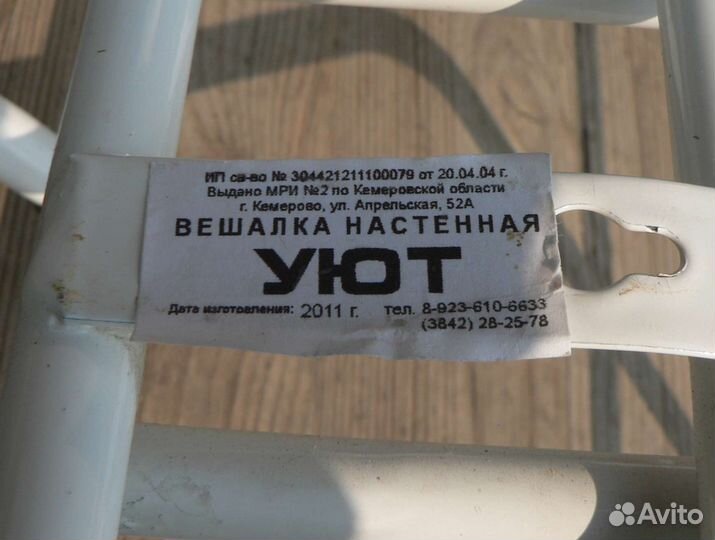 ИП св-во № 304421211100079 от 20.04.04 г.
Выдано МРИ №2 по Кемеровской области
г. Кемерово, ул. Апрельская, 52А
ВЕШАЛКА НАСТЕННАЯ
УЮТ
Дата изготовления: 2011 г. тел. 8-923-610-6633
(3842) 28-25-78
Avito